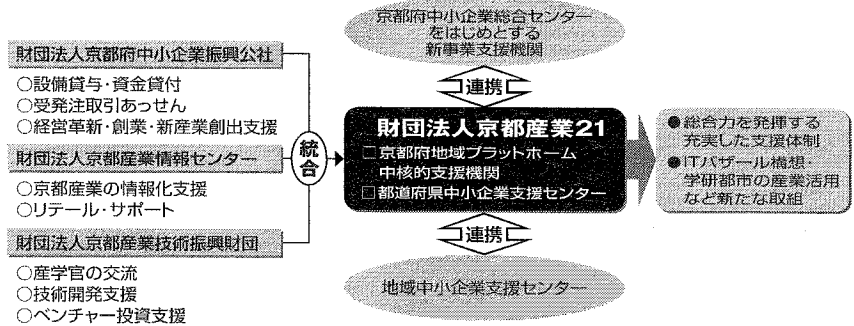 財団法人京都府中小企業振興公社
○設備貸与・資金貸付
○受発注取引あっせん
○経営革新・創業・新産業創出支援
財団法人京都産業情報センター
○京都産業の情報化支援
○リテール・サポート
財団法人京都産業技術振興財団
○産学官の交流
○技術開発支援
○ベンチャー投資支援
統合
京都府中小企業総合センター
をはじめとする
新事業支援機関
連携
財団法人京都産業21
□京都府地域プラットホーム
中核的支援機関
□都道府県中小企業支援センター
連携
地域中小企業支援センター
●総合力を発揮する
充実した支援体制
●ITバザール構想・
学研都市の産業活用
など新たな取組